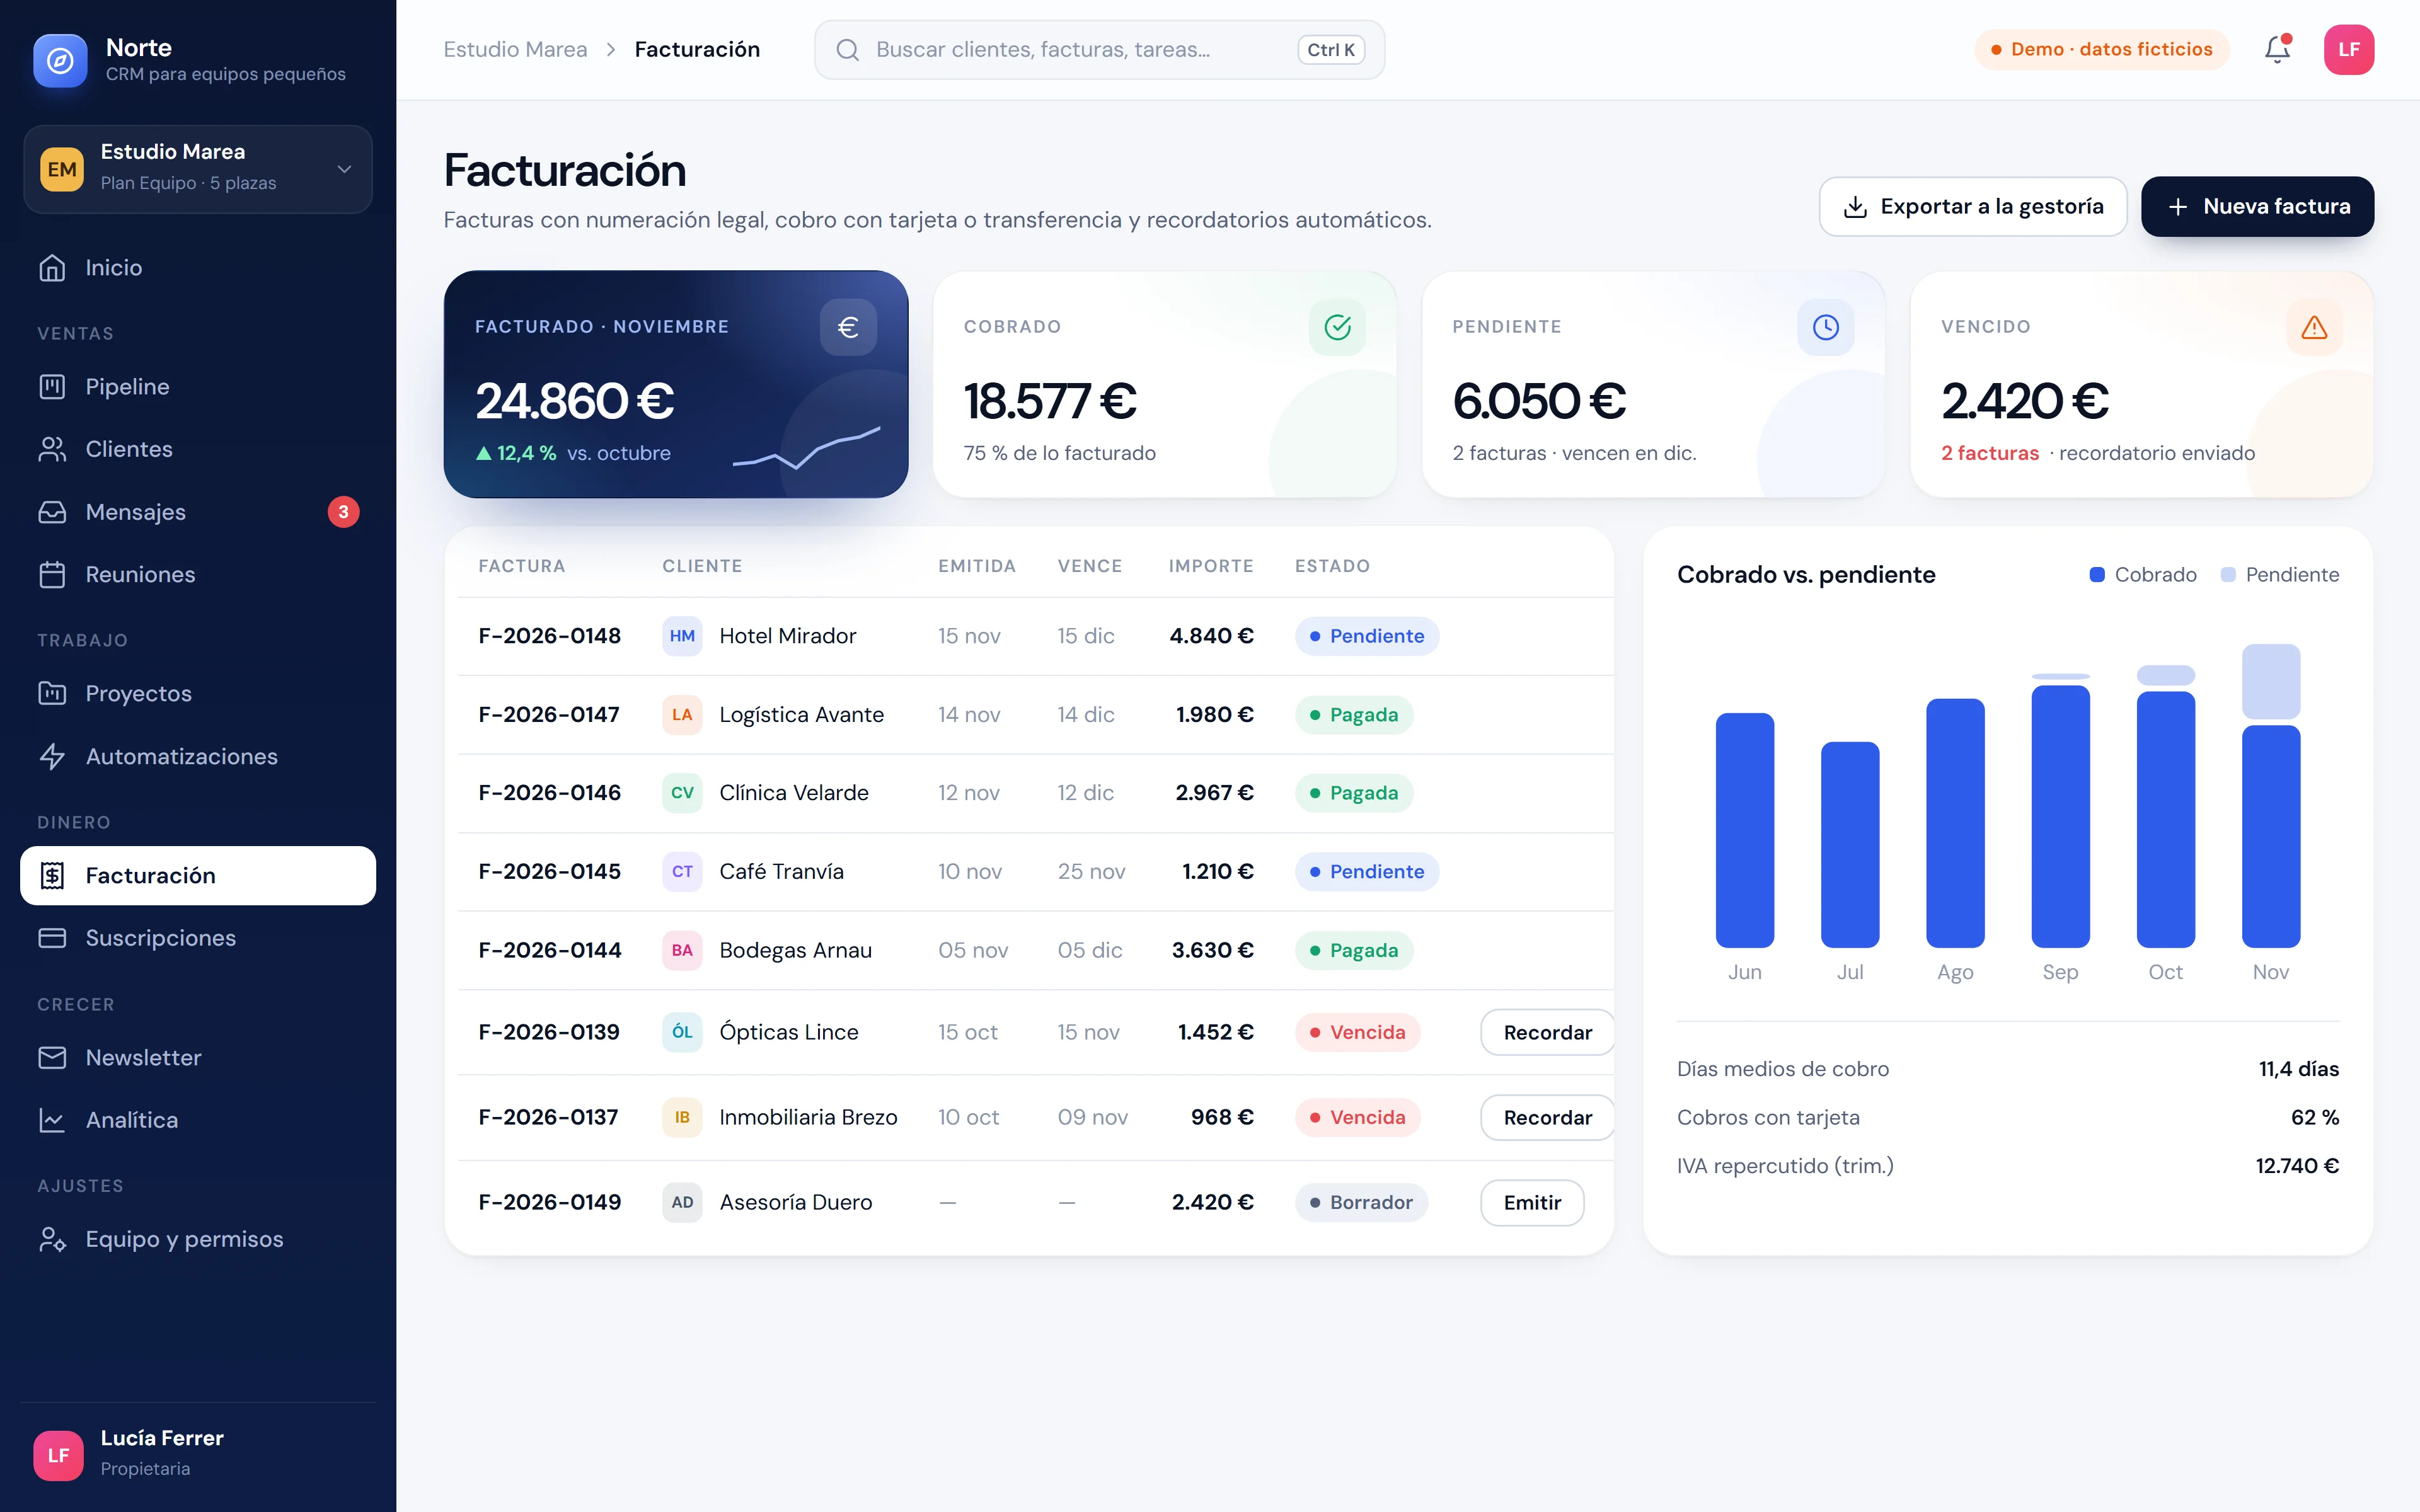 Norte
CRM para equipos pequeños
EM
Estudio Marea
Plan Equipo · 5 plazas
Inicio
VENTAS
Pipeline
Clientes
Mensajes 3
Reuniones
TRABAJO
Proyectos
Automatizaciones
DINERO
Facturación
Suscripciones
CRECER
Newsletter
Analítica
AJUSTES
Equipo y permisos
LF
Lucía Ferrer
Propietaria
Estudio Marea > Facturación
Buscar clientes, facturas, tareas... Ctrl K
Demo · datos ficticios
LF
Facturación
Facturas con numeración legal, cobro con tarjeta o transferencia y recordatorios automáticos.
Exportar a la gestoría
+ Nueva factura
FACTURADO · NOVIEMBRE
€
24.860 €
▲ 12,4 % vs. octubre
COBRADO
18.577 €
75 % de lo facturado
PENDIENTE
6.050 €
2 facturas · vencen en dic.
VENCIDO
2.420 €
2 facturas · recordatorio enviado
FACTURA CLIENTE EMITIDA VENCE IMPORTE ESTADO
F-2026-0148 HM Hotel Mirador 15 nov 15 dic 4.840 € Pendiente
F-2026-0147 LA Logística Avante 14 nov 14 dic 1.980 € Pagada
F-2026-0146 CV Clínica Velarde 12 nov 12 dic 2.967 € Pagada
F-2026-0145 CT Café Tranvía 10 nov 25 nov 1.210 € Pendiente
F-2026-0144 BA Bodegas Arnau 05 nov 05 dic 3.630 € Pagada
F-2026-0139 ÓL Ópticas Lince 15 oct 15 nov 1.452 € Vencida Recordar
F-2026-0137 IB Inmobiliaria Brezo 10 oct 09 nov 968 € Vencida Recordar
F-2026-0149 AD Asesoría Duero — — 2.420 € Borrador Emitir
Cobrado vs. pendiente
Cobrado Pendiente
Jun Jul Ago Sep Oct Nov
Días medios de cobro 11,4 días
Cobros con tarjeta 62 %
IVA repercutido (trim.) 12.740 €